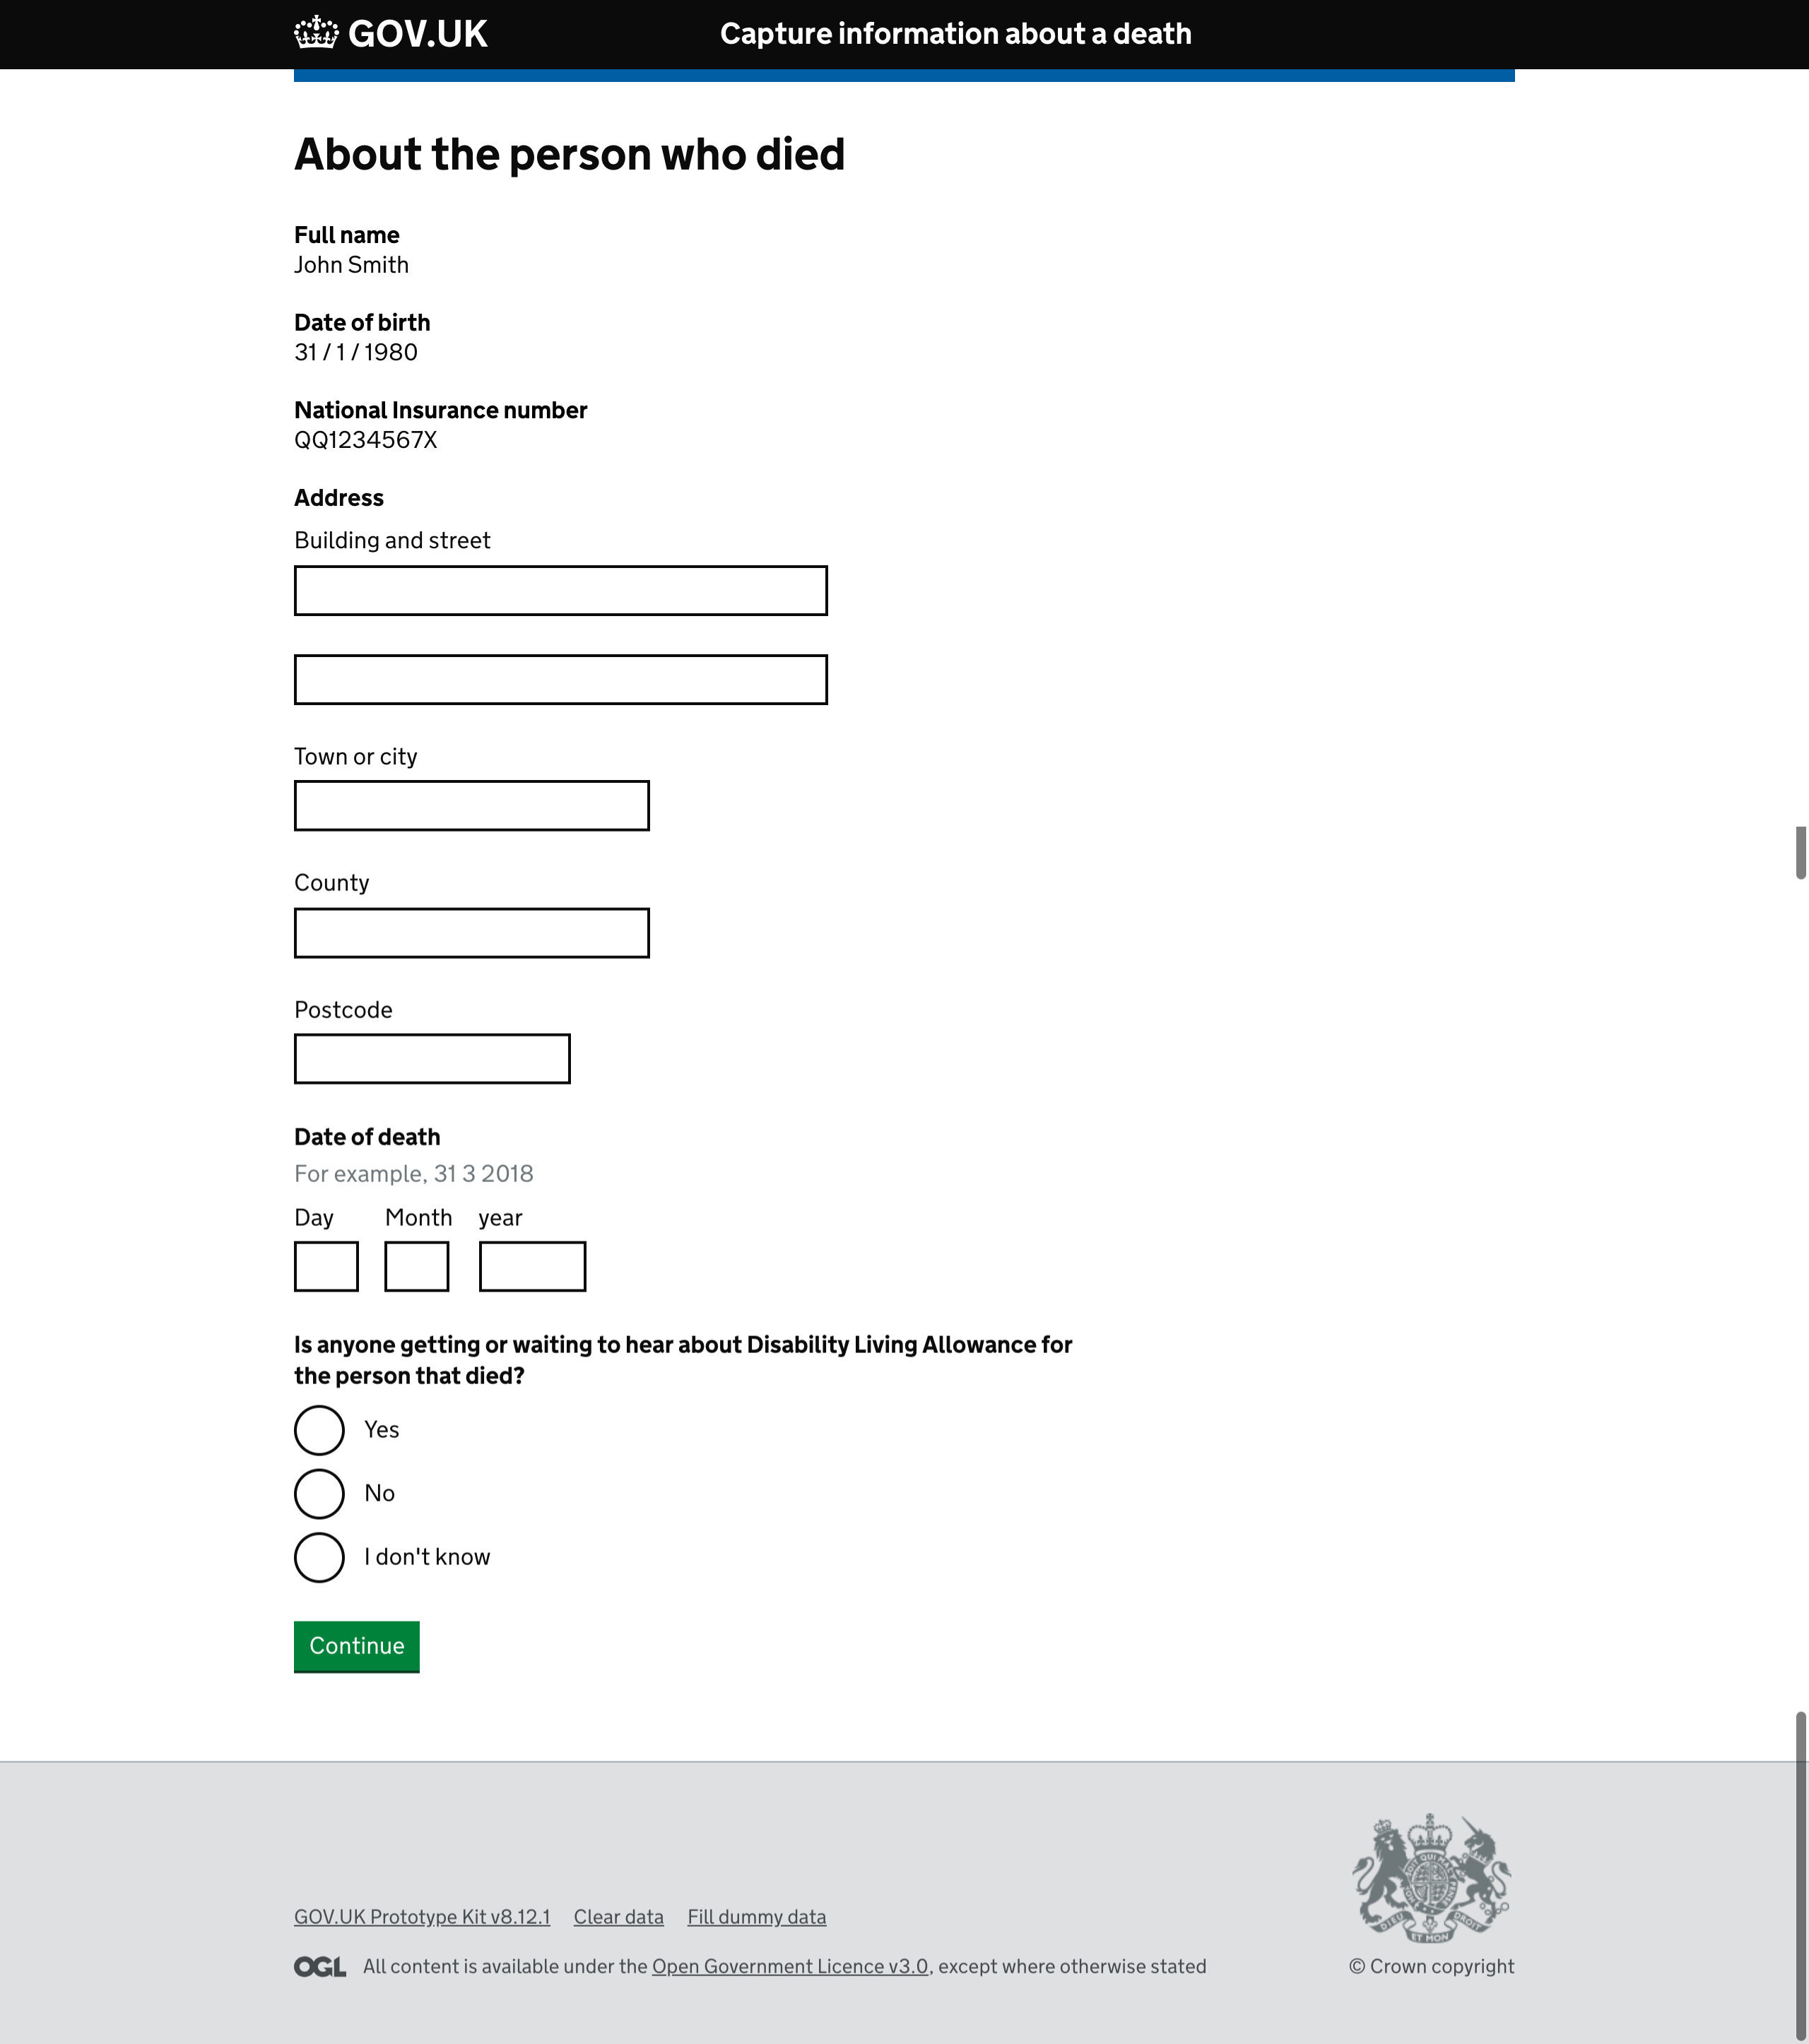 GOV.UK
Capture information about a death
About the person who died
Full name
John Smith
Date of birth
31 / 1 / 1980
National Insurance number
QQ1234567X
Address
Building and street
Town or city
County
Postcode
Date of death
For example, 31 3 2018
Day Month year
Is anyone getting or waiting to hear about Disability Living Allowance for
the person that died?
Yes
No
I don't know
Continue
GOV.UK Prototype Kit v8.12.1 Clear data Fill dummy data
OGL All content is available under the Open Government Licence v3.0, except where otherwise stated
DIEU ET MON DROIT
© Crown copyright